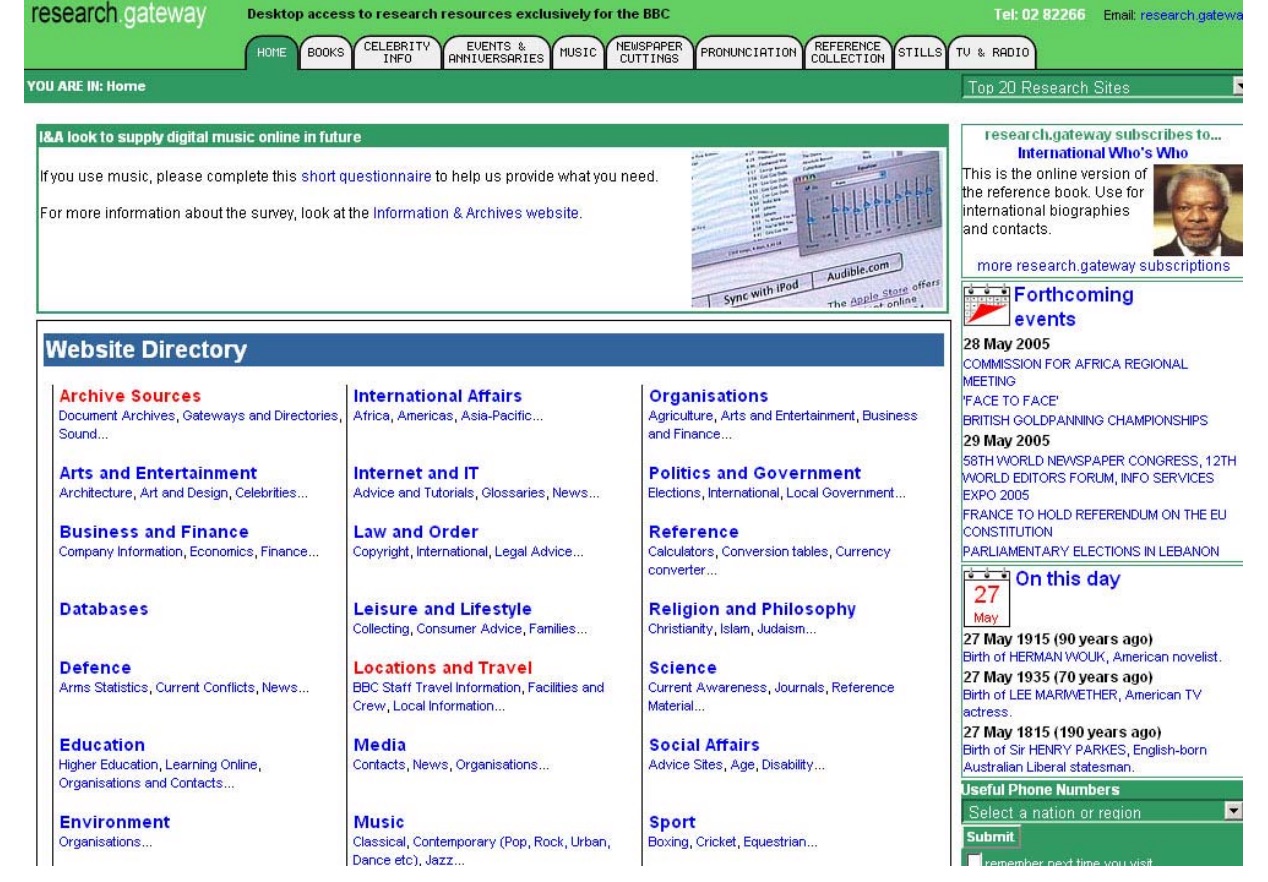 research.gateway
Desktop access to research resources exclusively for the BBC
Tel: 02 82266 Email: research.gatewa
HOME
BOOKS
CELEBRITY
INFO
EVENTS &
ANNIVERSARIES
MUSIC
NEWSPAPER
CUTTINGS
PRONUNCIATION
REFERENCE
COLLECTION
STILLS
TV & RADIO
YOU ARE IN: Home
Top 20 Research Sites
I&A look to supply digital music online in future
If you use music, please complete this short questionnaire to help us provide what you need.
For more information about the survey, look at the Information & Archives website.
Sync with iPod
Audible.com
The Apple Store offers
online
Website Directory
Archive Sources
Document Archives, Gateways and Directories,
Sound...
Arts and Entertainment
Architecture, Art and Design, Celebrities...
Business and Finance
Company Information, Economics, Finance...
Databases
Defence
Arms Statistics, Current Conflicts, News...
Education
Higher Education, Learning Online,
Organisations and Contacts...
Environment
Organisations...
International Affairs
Africa, Americas, Asia-Pacific...
Internet and IT
Advice and Tutorials, Glossaries, News...
Law and Order
Copyright, International, Legal Advice...
Leisure and Lifestyle
Collecting, Consumer Advice, Families...
Locations and Travel
BBC Staff Travel Information, Facilities and
Crew, Local Information...
Media
Contacts, News, Organisations...
Music
Classical, Contemporary (Pop, Rock, Urban,
Dance etc), Jazz...
Organisations
Agriculture, Arts and Entertainment, Business
and Finance...
Politics and Government
Elections, International, Local Government...
Reference
Calculators, Conversion tables, Currency
converter...
Religion and Philosophy
Christianity, Islam, Judaism...
Science
Current Awareness, Journals, Reference
Material...
Social Affairs
Advice Sites, Age, Disability...
Sport
Boxing, Cricket, Equestrian...
research.gateway subscribes to...
International Who's Who
This is the online version of
the reference book. Use for
international biographies
and contacts.
more research.gateway subscriptions
Forthcoming
events
28 May 2005
COMMISSION FOR AFRICA REGIONAL
MEETING
'FACE TO FACE'
BRITISH GOLDPANNING CHAMPIONSHIPS
29 May 2005
58TH WORLD NEWSPAPER CONGRESS, 12TH
WORLD EDITORS FORUM, INFO SERVICES
EXPO 2005
FRANCE TO HOLD REFERENDUM ON THE EU
CONSTITUTION
PARLIAMENTARY ELECTIONS IN LEBANON
27
May
On this day
27 May 1915 (90 years ago)
Birth of HERMAN WOUK, American novelist.
27 May 1935 (70 years ago)
Birth of LEE MARIWETHER, American TV
actress.
27 May 1815 (190 years ago)
Birth of Sir HENRY PARKES, English-born
Australian Liberal statesman.
Useful Phone Numbers
Select a nation or region
Submit
remember next time you visit